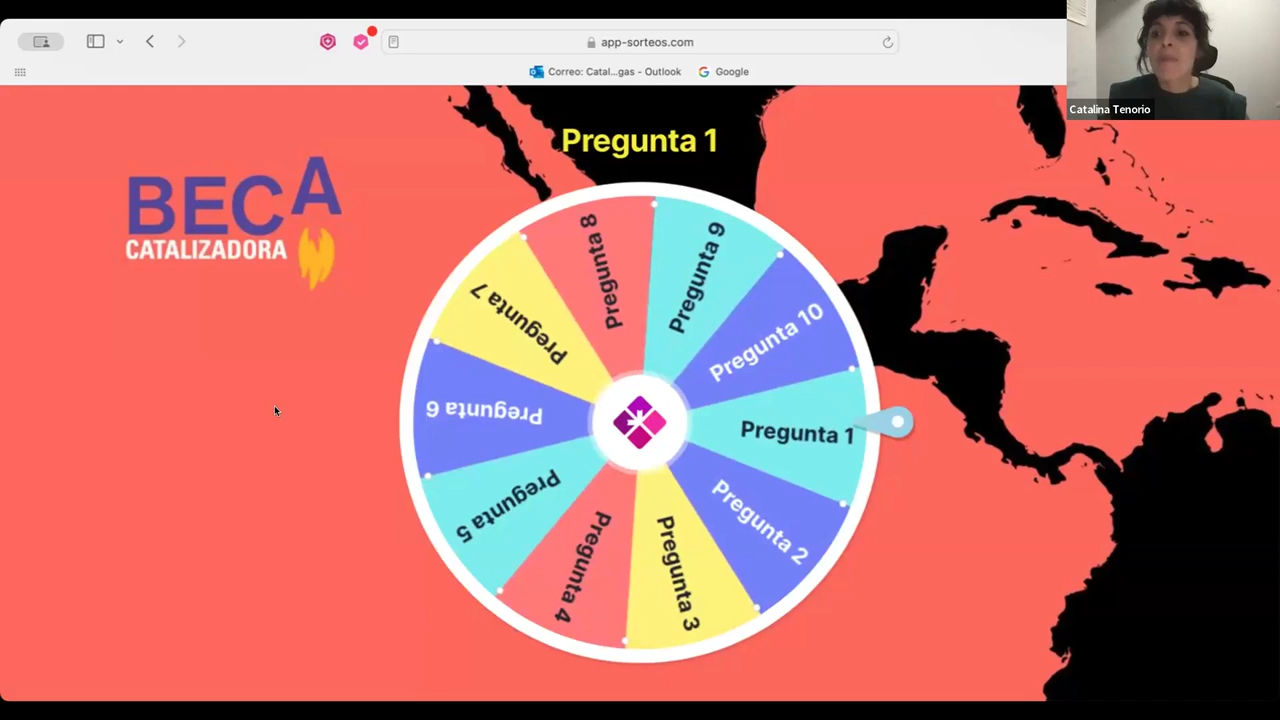 app-sorteos.com
Correo: Catal...gas - Outlook
Google
Catalina Tenorio
Pregunta 1
BECA
CATALIZADORA
Pregunta 8
Pregunta 9
Pregunta 7
Pregunta 10
Pregunta 6
Pregunta 1
Pregunta 5
Pregunta 2
Pregunta 4
Pregunta 3